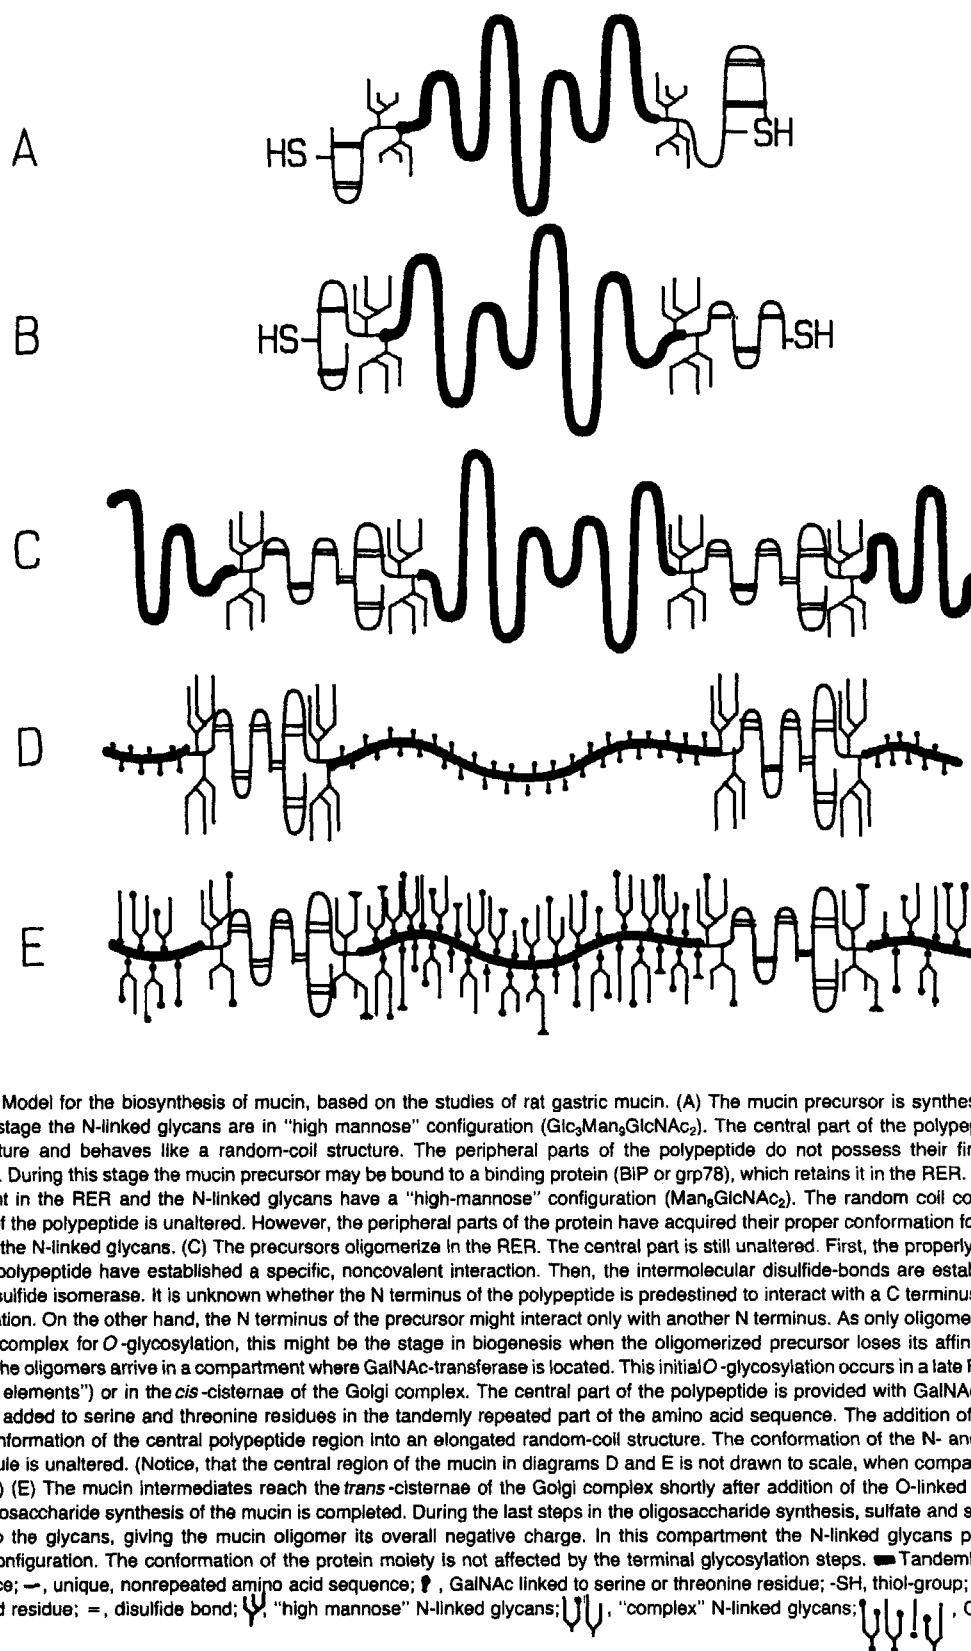 A
HS
SH
B
HS
SH
C
D
E
Model for the biosynthesis of mucin, based on the studies of rat gastric mucin. (A) The mucin precursor is synthes
stage the N-linked glycans are in "high mannose" configuration (Glc₃Man₉GlcNAc₂). The central part of the polypep
ture and behaves like a random-coil structure. The peripheral parts of the polypeptide do not possess their fin
. During this stage the mucin precursor may be bound to a binding protein (BiP or grp78), which retains it in the RER.
nt in the RER and the N-linked glycans have a "high-mannose" configuration (Man₈GlcNAc₂). The random coil co
of the polypeptide is unaltered. However, the peripheral parts of the protein have acquired their proper conformation fo
the N-linked glycans. (C) The precursors oligomerize in the RER. The central part is still unaltered. First, the properly
polypeptide have established a specific, noncovalent interaction. Then, the intermolecular disulfide-bonds are estab
sulfide isomerase. It is unknown whether the N terminus of the polypeptide is predestined to interact with a C terminus
ation. On the other hand, the N terminus of the precursor might interact only with another N terminus. As only oligome
complex for O-glycosylation, this might be the stage in biogenesis when the oligomerized precursor loses its affin
he oligomers arrive in a compartment where GalNAc-transferase is located. This initial O-glycosylation occurs in a late
elements") or in the cis-cisternae of the Golgi complex. The central part of the polypeptide is provided with GalNAc
added to serine and threonine residues in the tandemly repeated part of the amino acid sequence. The addition of
nformation of the central polypeptide region into an elongated random-coil structure. The conformation of the N- an
ule is unaltered. (Notice, that the central region of the mucin in diagrams D and E is not drawn to scale, when compa
) (E) The mucin intermediates reach the trans-cisternae of the Golgi complex shortly after addition of the O-linked
gosaccharide synthesis of the mucin is completed. During the last steps in the oligosaccharide synthesis, sulfate and s
o the glycans, giving the mucin oligomer its overall negative charge. In this compartment the N-linked glycans p
onfiguration. The conformation of the protein moiety is not affected by the terminal glycosylation steps. Tandeml
ce; –, unique, nonrepeated amino acid sequence; , GalNAc linked to serine or threonine residue; -SH, thiol-group;
d residue; =, disulfide bond; , "high mannose" N-linked glycans; , "complex" N-linked glycans; , O